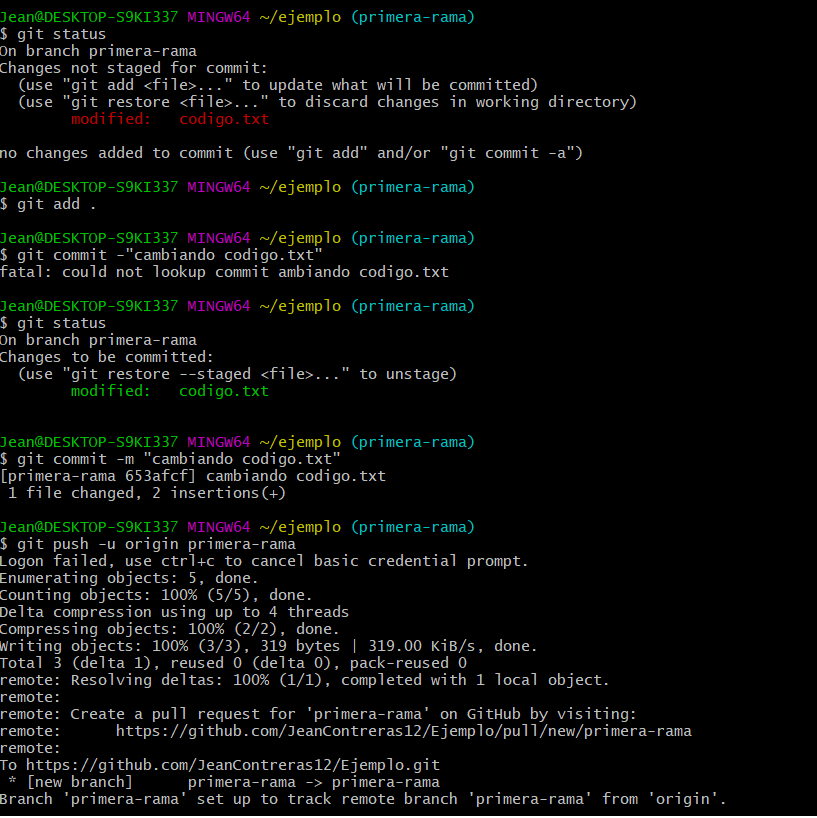 Jean@DESKTOP-S9KI337 MINGW64 ~/ejemplo (primera-rama)
$ git status
On branch primera-rama
Changes not staged for commit:
  (use "git add <file>..." to update what will be committed)
  (use "git restore <file>..." to discard changes in working directory)
        modified:   codigo.txt

no changes added to commit (use "git add" and/or "git commit -a")

Jean@DESKTOP-S9KI337 MINGW64 ~/ejemplo (primera-rama)
$ git add .

Jean@DESKTOP-S9KI337 MINGW64 ~/ejemplo (primera-rama)
$ git commit -"cambiando codigo.txt"
fatal: could not lookup commit ambiando codigo.txt

Jean@DESKTOP-S9KI337 MINGW64 ~/ejemplo (primera-rama)
$ git status
On branch primera-rama
Changes to be committed:
  (use "git restore --staged <file>..." to unstage)
        modified:   codigo.txt

Jean@DESKTOP-S9KI337 MINGW64 ~/ejemplo (primera-rama)
$ git commit -m "cambiando codigo.txt"
[primera-rama 653afcf] cambiando codigo.txt
 1 file changed, 2 insertions(+)

Jean@DESKTOP-S9KI337 MINGW64 ~/ejemplo (primera-rama)
$ git push -u origin primera-rama
Logon failed, use ctrl+c to cancel basic credential prompt.
Enumerating objects: 5, done.
Counting objects: 100% (5/5), done.
Delta compression using up to 4 threads
Compressing objects: 100% (2/2), done.
Writing objects: 100% (3/3), 319 bytes | 319.00 KiB/s, done.
Total 3 (delta 1), reused 0 (delta 0), pack-reused 0
remote: Resolving deltas: 100% (1/1), completed with 1 local object.
remote:
remote: Create a pull request for 'primera-rama' on GitHub by visiting:
remote:      https://github.com/JeanContreras12/Ejemplo/pull/new/primera-rama
remote:
To https://github.com/JeanContreras12/Ejemplo.git
 * [new branch]      primera-rama -> primera-rama
Branch 'primera-rama' set up to track remote branch 'primera-rama' from 'origin'.